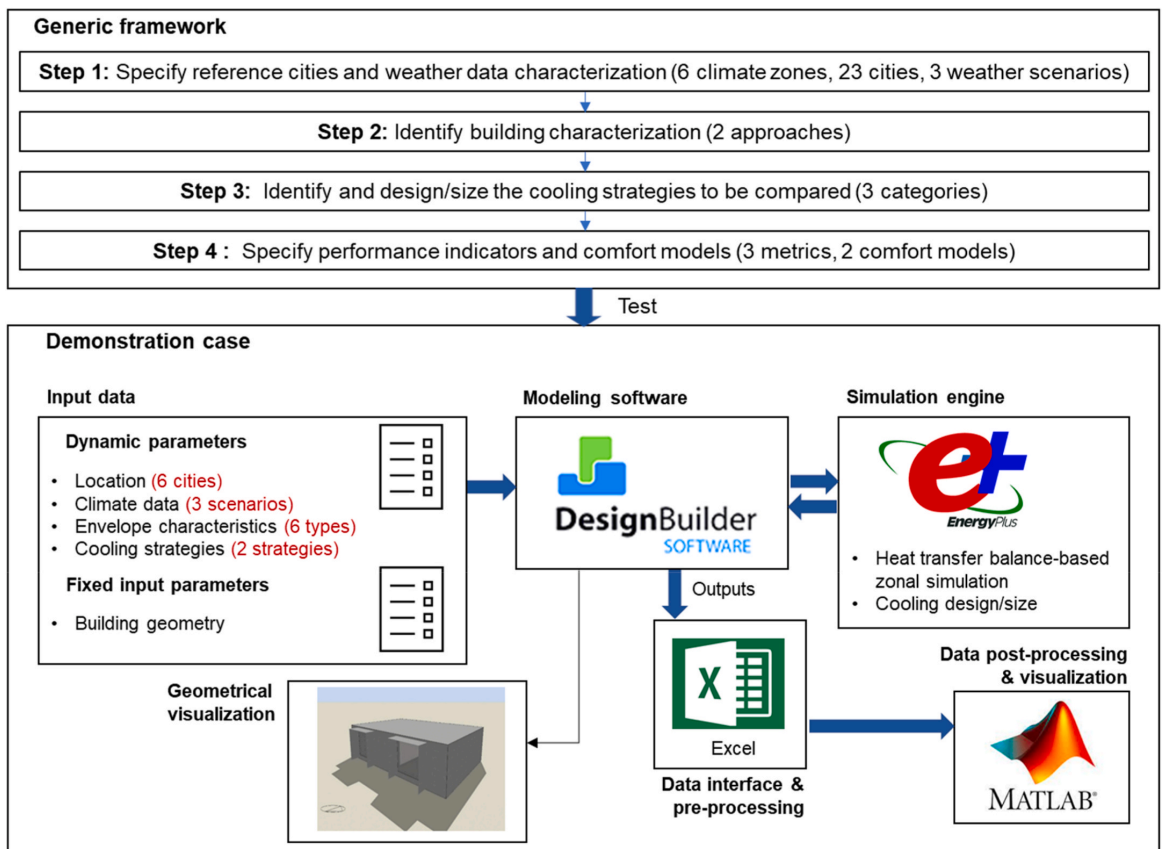 Generic framework
Step 1: Specify reference cities and weather data characterization (6 climate zones, 23 cities, 3 weather scenarios)
Step 2: Identify building characterization (2 approaches)
Step 3: Identify and design/size the cooling strategies to be compared (3 categories)
Step 4 : Specify performance indicators and comfort models (3 metrics, 2 comfort models)
Test
Demonstration case
Input data
Dynamic parameters
• Location (6 cities)
• Climate data (3 scenarios)
• Envelope characteristics (6 types)
• Cooling strategies (2 strategies)
Fixed input parameters
• Building geometry
Modeling software
DesignBuilder
SOFTWARE
Simulation engine
e+
EnergyPlus
• Heat transfer balance-based
zonal simulation
• Cooling design/size
Outputs
Geometrical
visualization
X
Excel
Data interface &
pre-processing
Data post-processing
& visualization
MATLAB®